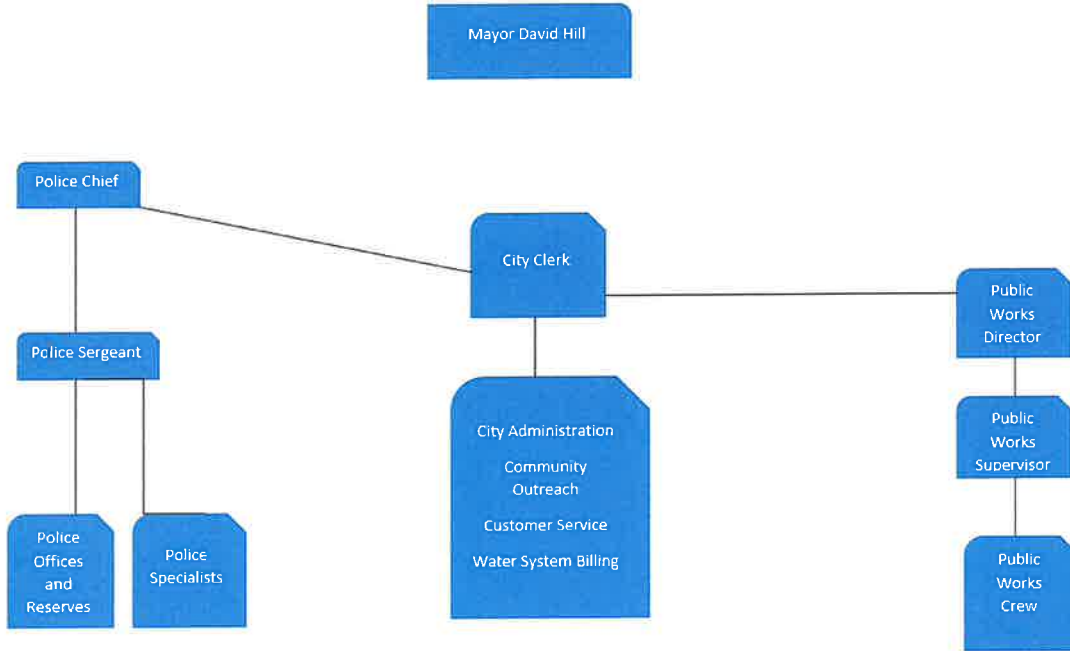 Mayor David Hill
Police Chief
City Clerk
Public
Works
Director
Police Sergeant
Public
Works
Supervisor
City Administration
Community
Outreach
Customer Service
Water System Billing
Police
Offices
and
Reserves
Police
Specialists
Public
Works
Crew